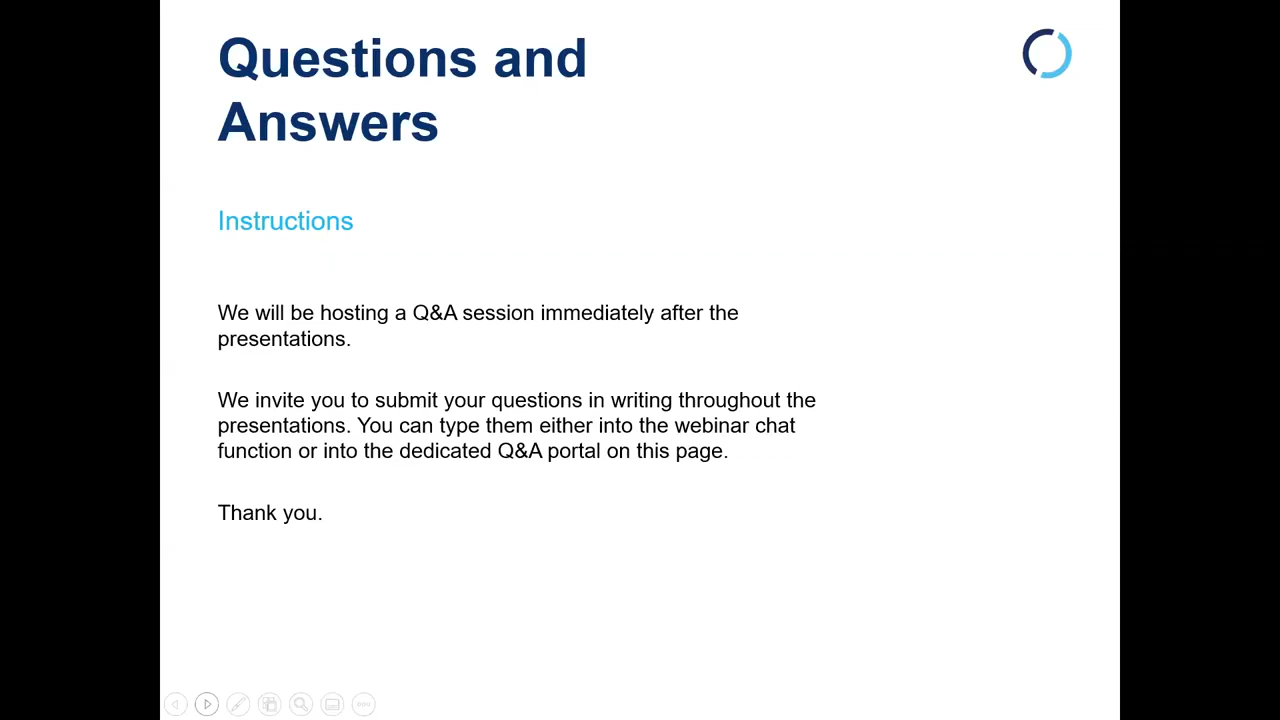 Questions and
Answers
Instructions
We will be hosting a Q&A session immediately after the
presentations.
We invite you to submit your questions in writing throughout the
presentations. You can type them either into the webinar chat
function or into the dedicated Q&A portal on this page.
Thank you.